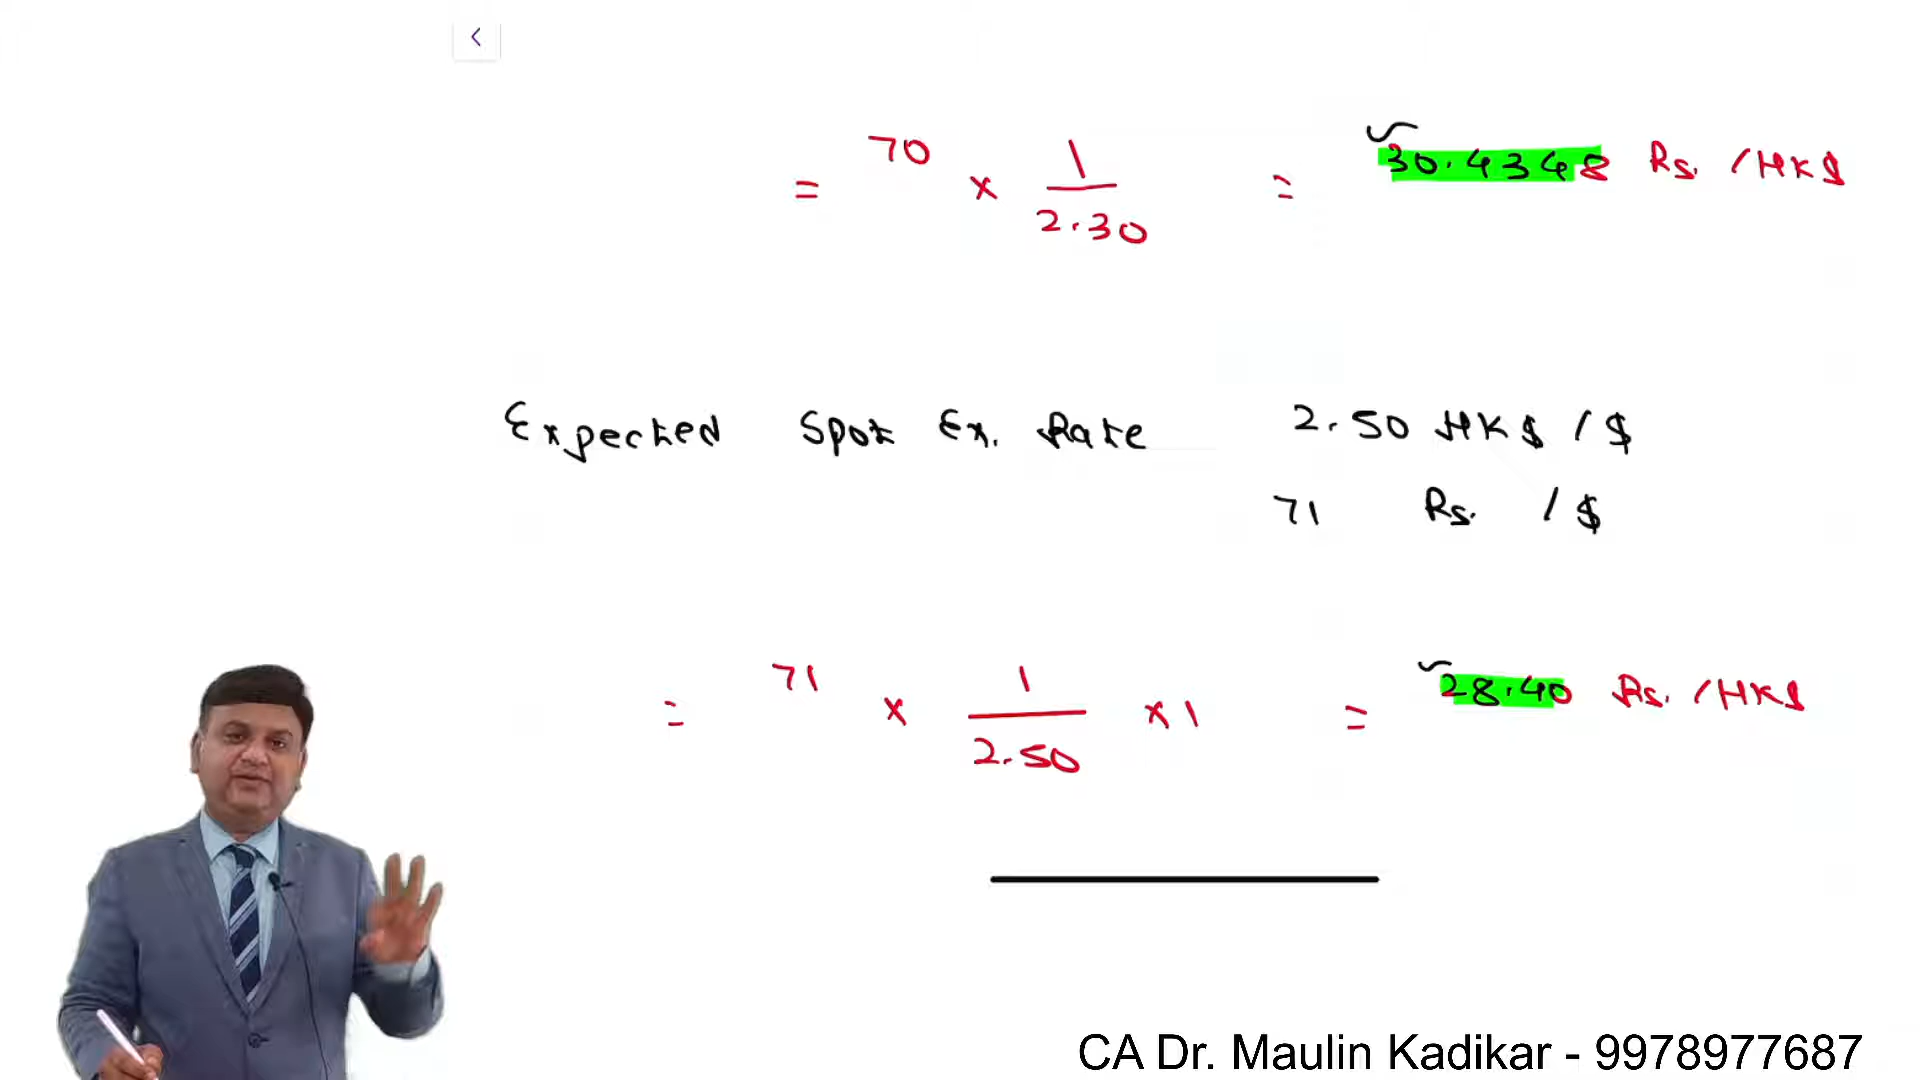 = 70 × 1/2.30 = 30.4348 Rs. /HK$
Expected Spot Ex. Rate 2.50 HK$ / $
71 Rs. / $
= 71 × 1/2.50 × 1 = 28.40 Rs. /HK$
CA Dr. Maulin Kadikar - 9978977687